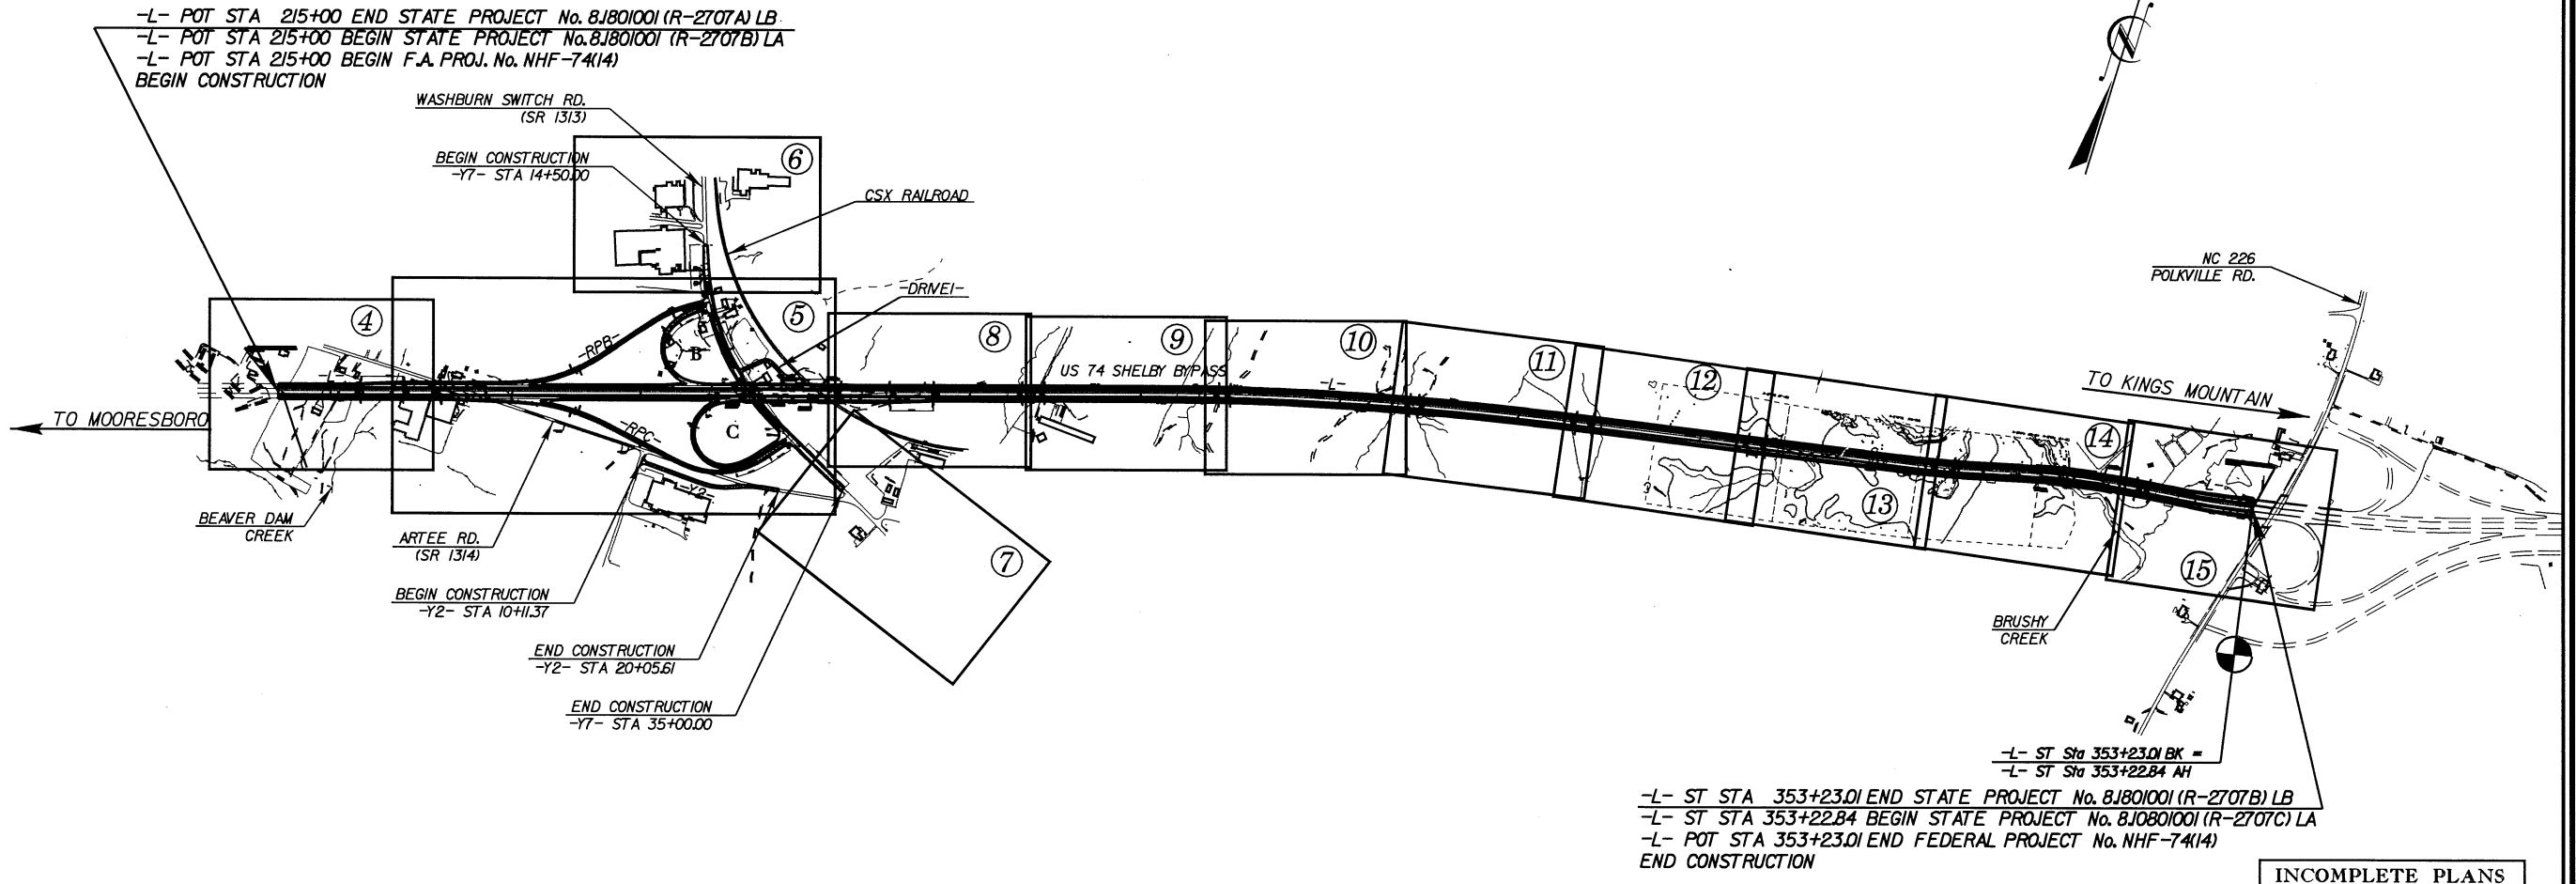 -L- POT STA 215+00 END STATE PROJECT No. 8.1801001 (R-2707A) LB
-L- POT STA 215+00 BEGIN STATE PROJECT No. 8.1801001 (R-2707B) LA
-L- POT STA 215+00 BEGIN F.A. PROJ. No. NHF-74(14)
BEGIN CONSTRUCTION
N
WASHBURN SWITCH RD.
(SR 1313)
6
BEGIN CONSTRUCTION
-Y7- STA 14+50.00
CSX RAILROAD
NC 226
POLKVILLE RD.
-DRIVE1-
4
5
-RPB-
B
8
9
10
11
12
US 74 SHELBY BYPASS
-L-
TO KINGS MOUNTAIN
TO MOORESBORO
-RPC-
C
14
-Y2-
13
BEAVER DAM
CREEK
ARTEE RD.
(SR 1314)
7
15
BEGIN CONSTRUCTION
-Y2- STA 10+11.37
BRUSHY
CREEK
END CONSTRUCTION
-Y2- STA 20+05.61
END CONSTRUCTION
-Y7- STA 35+00.00
-L- ST Sta 353+23.01 BK =
-L- ST Sta 353+22.84 AH
-L- ST STA 353+23.01 END STATE PROJECT No. 8.1801001 (R-2707B) LB
-L- ST STA 353+22.84 BEGIN STATE PROJECT No. 8.10801001 (R-2707C) LA
-L- POT STA 353+23.01 END FEDERAL PROJECT No. NHF-74(14)
END CONSTRUCTION
INCOMPLETE PLANS